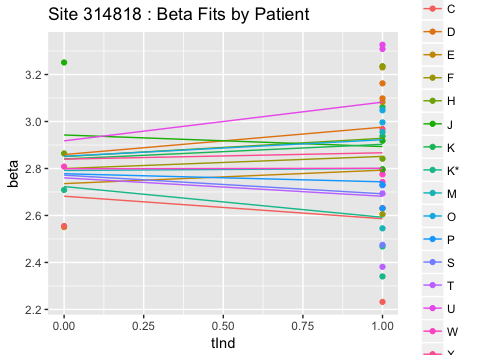 Site 314818 : Beta Fits by Patient
beta
3.2
3.0
2.8
2.6
2.4
2.2
0.00 0.25 0.50 0.75 1.00
tInd
C
D
E
F
H
J
K
K*
M
O
P
S
T
U
W